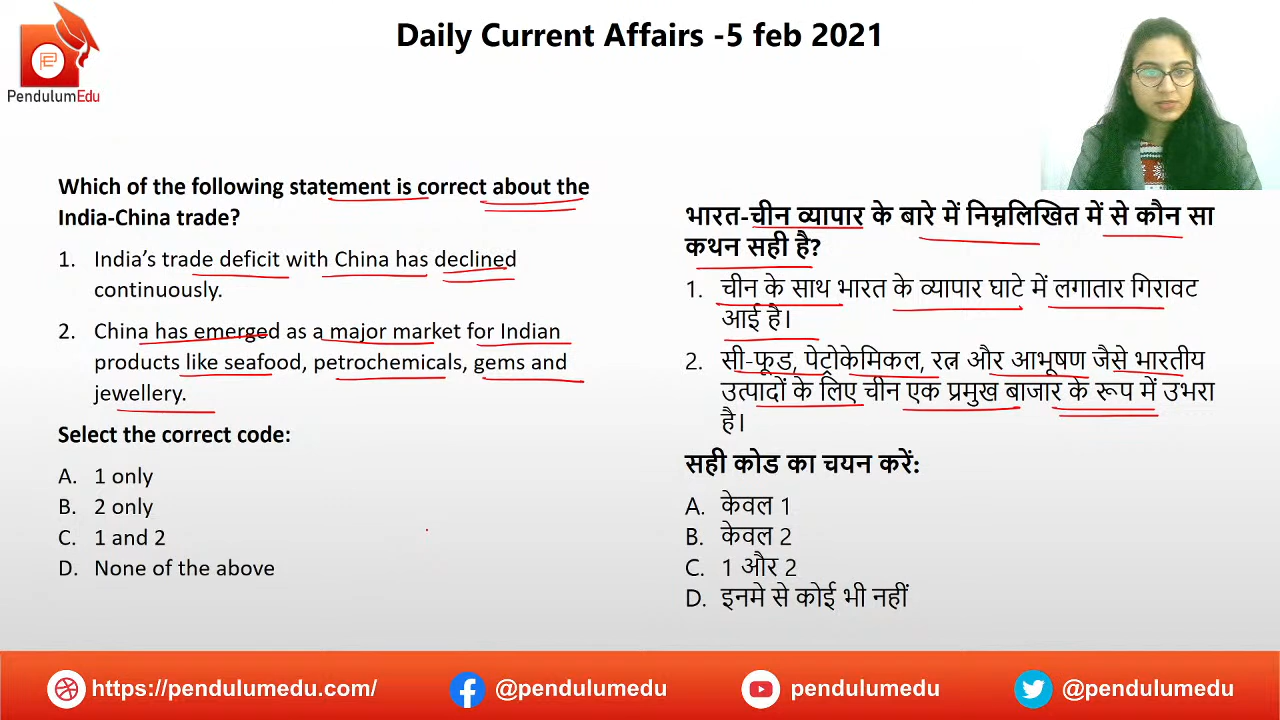 Daily Current Affairs -5 feb 2021
PendulumEdu
Which of the following statement is correct about the
India-China trade?
1. India's trade deficit with China has declined
continuously.
2. China has emerged as a major market for Indian
products like seafood, petrochemicals, gems and
jewellery.
Select the correct code:
A. 1 only
B. 2 only
C. 1 and 2
D. None of the above
भारत-चीन व्यापार के बारे में निम्नलिखित में से कौन सा
कथन सही है?
1. चीन के साथ भारत के व्यापार घाटे में लगातार गिरावट
आई है।
2. सी-फूड, पेट्रोकेमिकल, रत्न और आभूषण जैसे भारतीय
उत्पादों के लिए चीन एक प्रमुख बाजार के रूप में उभरा
है।
सही कोड का चयन करें:
A. केवल 1
B. केवल 2
C. 1 और 2
D. इनमे से कोई भी नहीं
https://pendulumedu.com/
@pendulumedu
pendulumedu
@pendulumedu